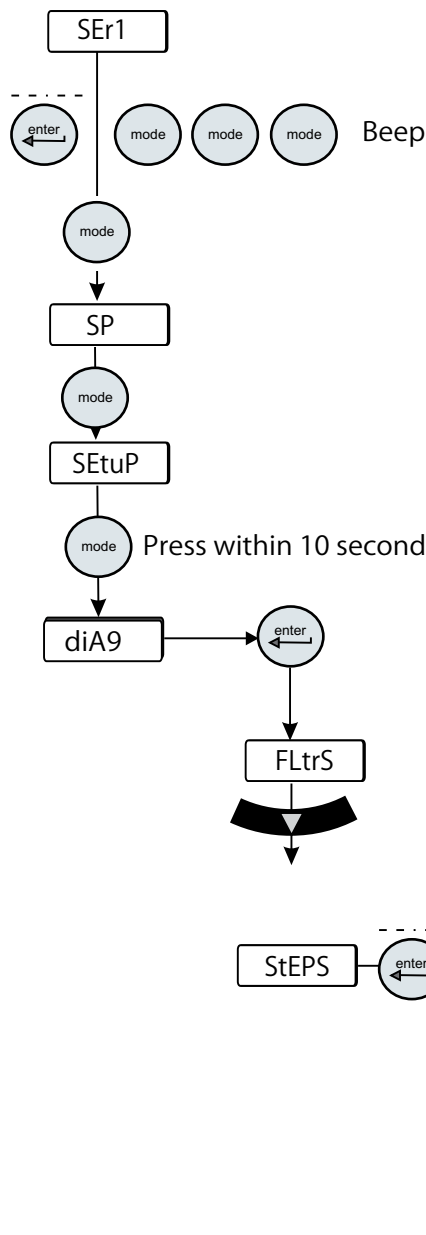 SEr1
enter mode mode mode Beep
mode
SP
mode
SEtuP
mode Press within 10 second
diA9 enter
FLtrS
StEPS enter